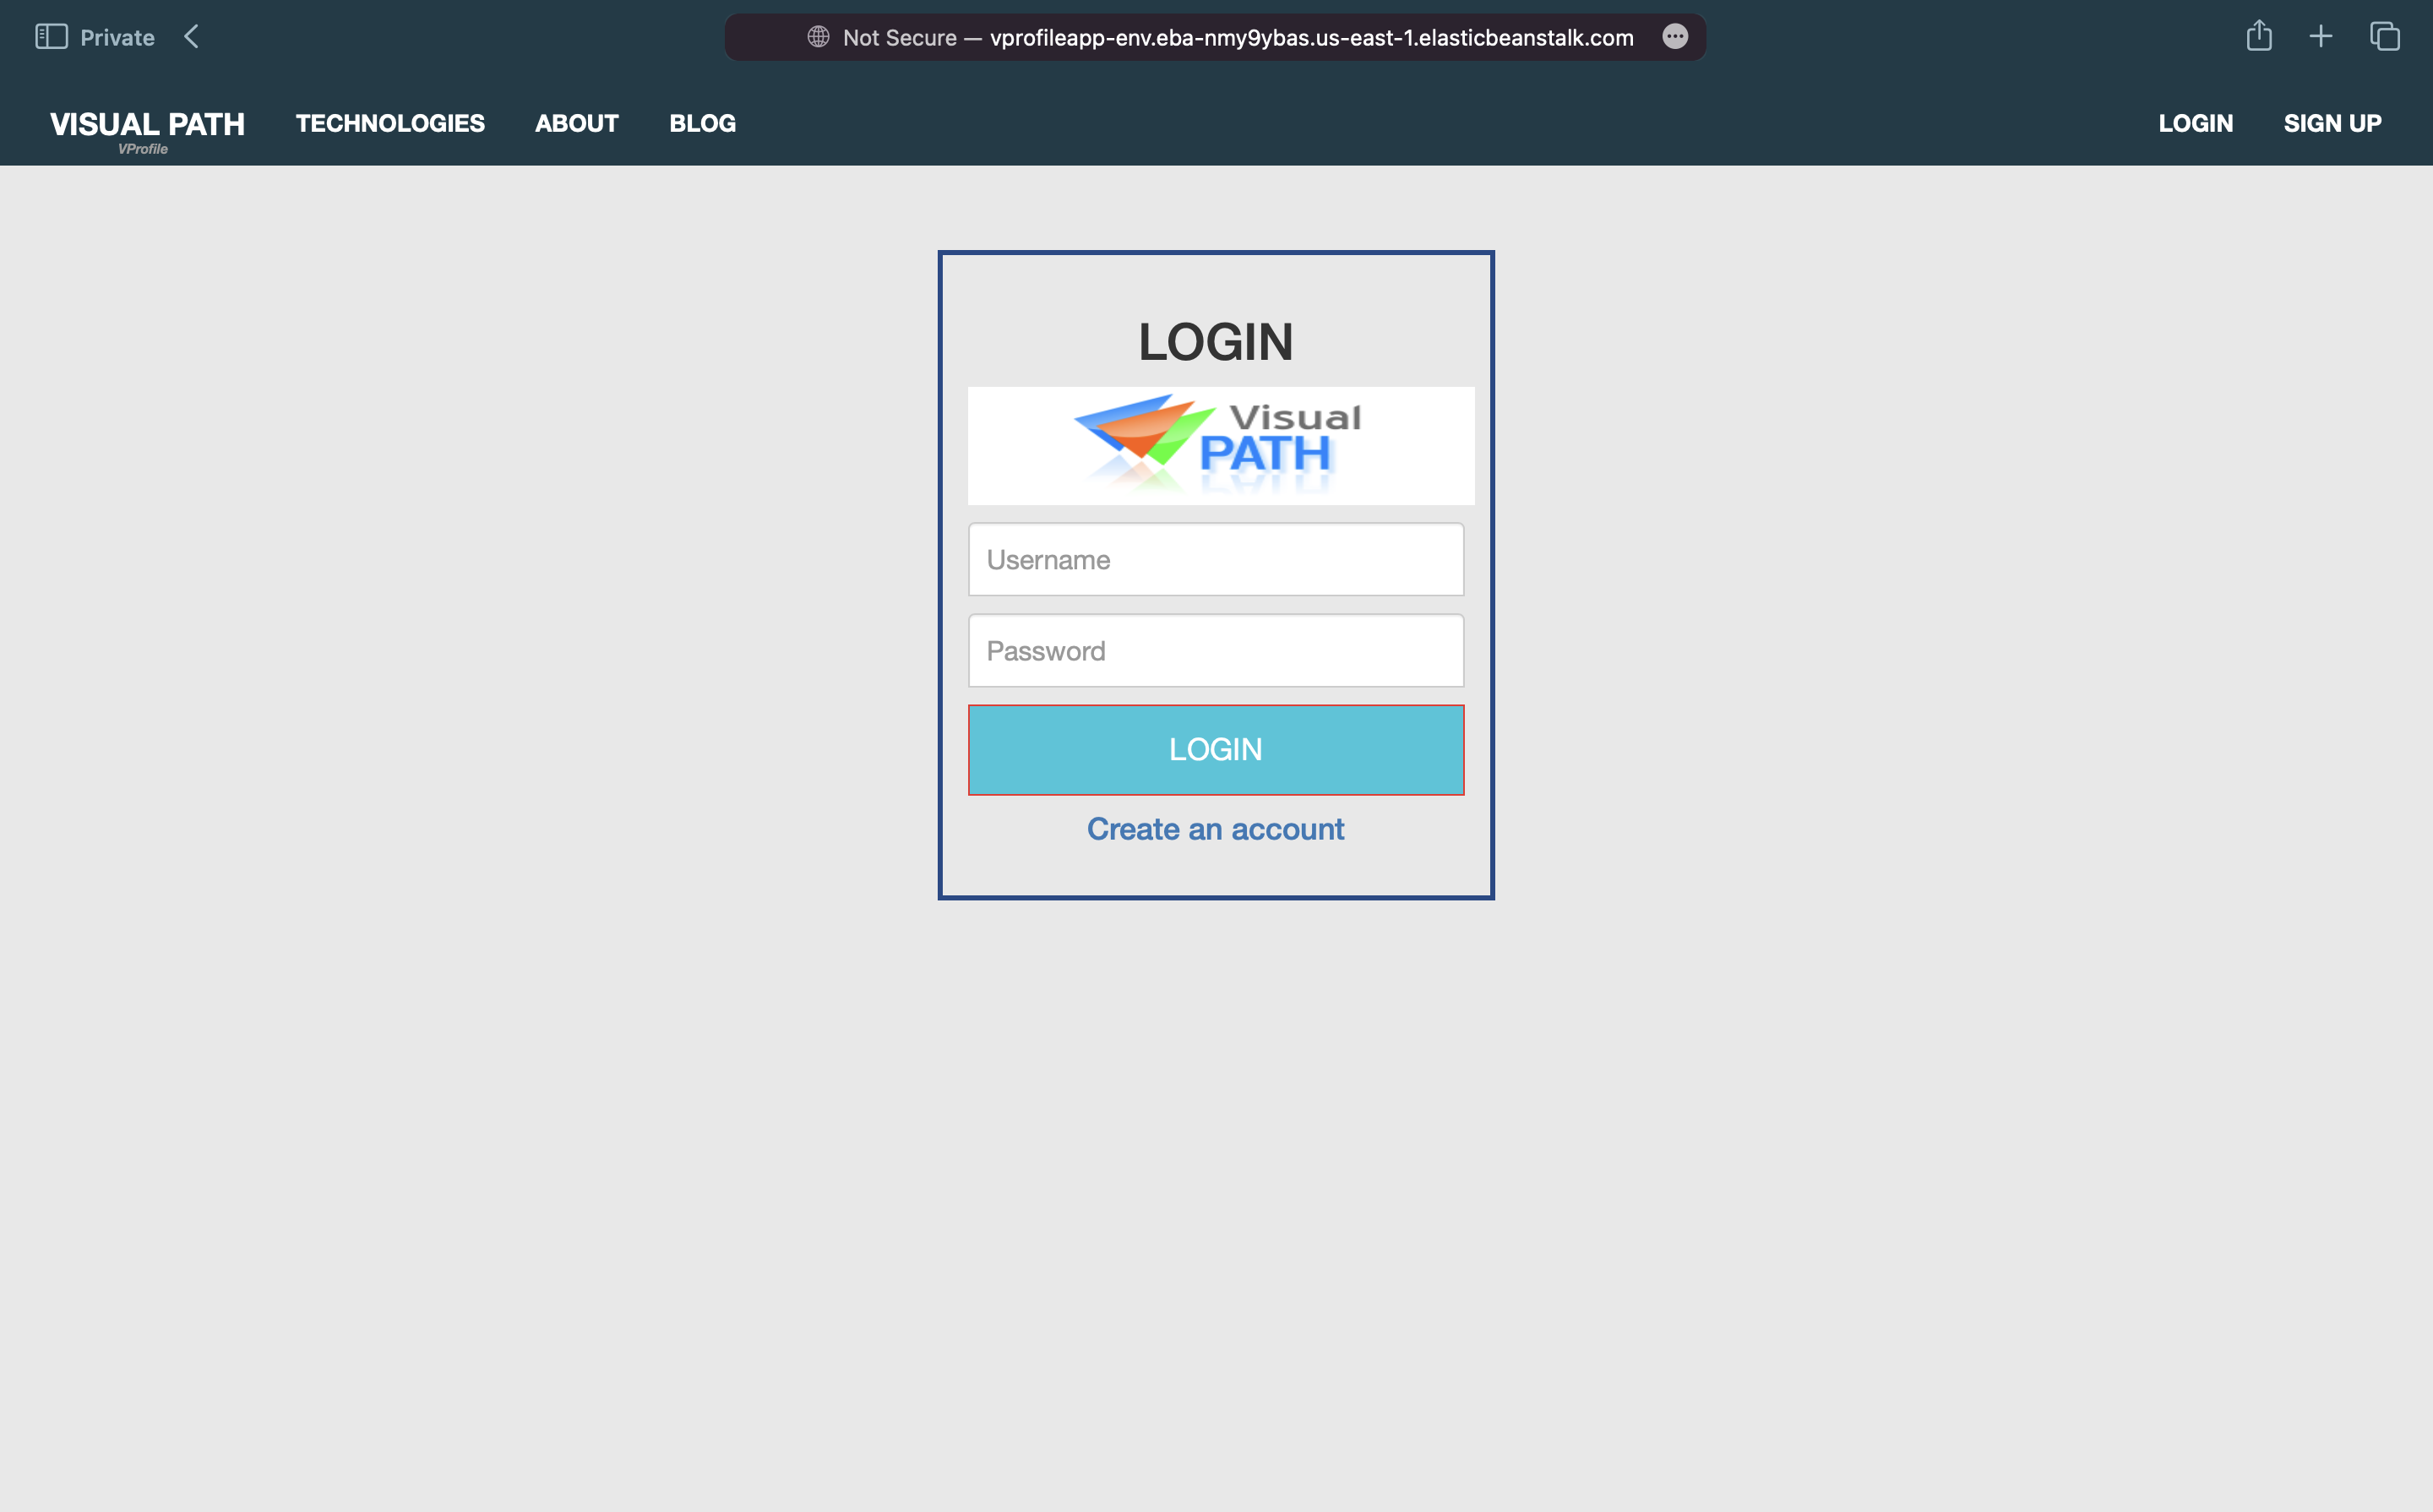 Private
Not Secure — vprofileapp-env.eba-nmy9ybas.us-east-1.elasticbeanstalk.com
VISUAL PATH TECHNOLOGIES ABOUT BLOG LOGIN SIGN UP
VProfile
LOGIN
Visual
PATH
Username
Password
LOGIN
Create an account